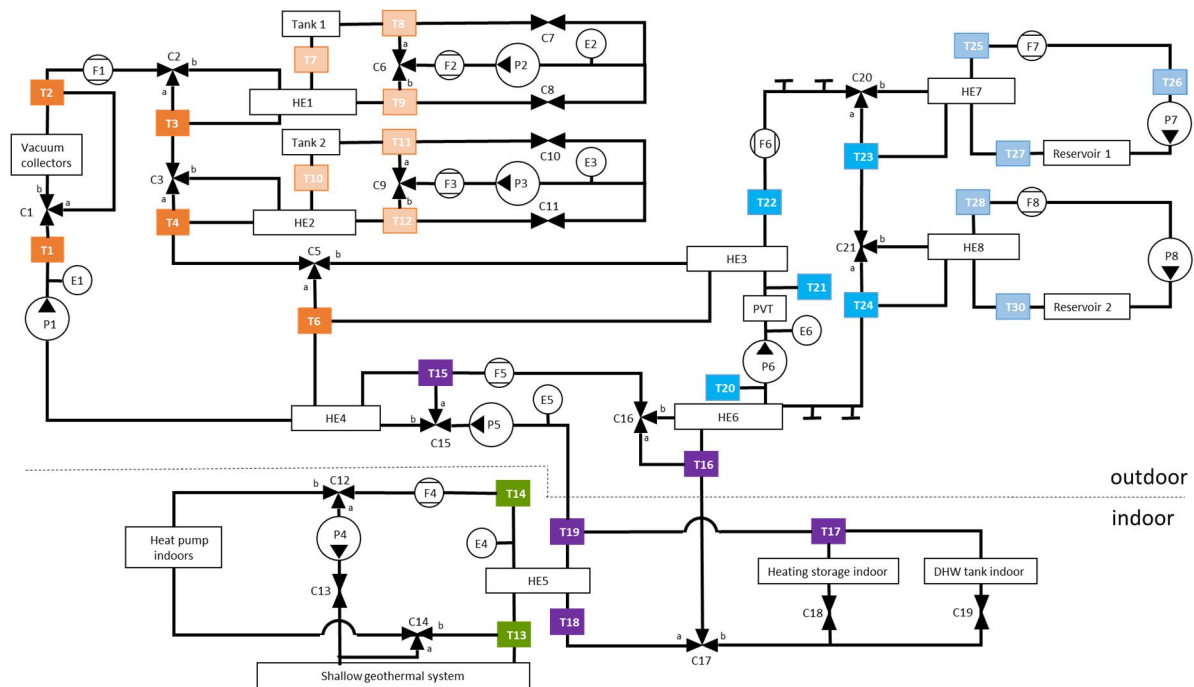 Tank 1
T8
C7
E2
T25
F7
T2
F1
C2
b
a
T7
a
C6
b
F2
P2
C20
b
a
HE7
T26
HE1
T9
C8
P7
T3
Vacuum
collectors
Tank 2
T11
C10
E3
F6
T23
T27
Reservoir 1
b
C1
a
C3
b
a
T10
a
C9
b
F3
P3
T22
T28
F8
T4
HE2
T12
C11
T1
C5
b
a
C21
b
a
HE8
P8
E1
HE3
T21
T24
T30
Reservoir 2
P1
T6
PVT
E6
P6
T15
F5
T20
E5
HE4
a
b
C15
P5
C16
b
a
HE6
T16
outdoor
indoor
C12
b
a
F4
T14
Heat pump
indoors
P4
E4
T19
T17
C13
HE5
Heating storage indoor
DHW tank indoor
C14
b
a
T13
T18
C18
C19
a
b
C17
Shallow geothermal system